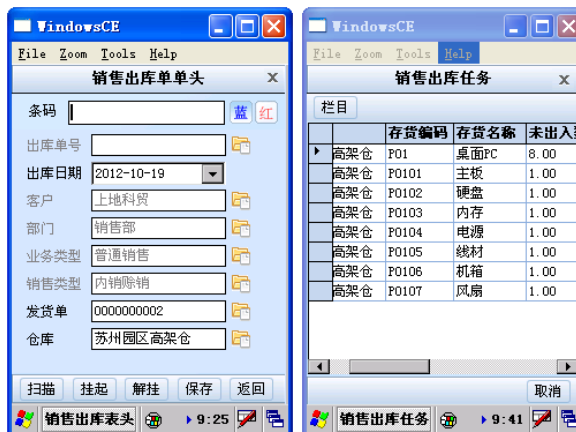 WindowsCE
File Zoom Tools Help
销售出库单单头 X
条码 蓝 红
出库单号
出库日期 2012-10-19
客户 上地科贸
部门 销售部
业务类型 普通销售
销售类型 内销赊销
发货单 0000000002
仓库 苏州园区高架仓
扫描 挂起 解挂 保存 返回
销售出库表头 9:25
WindowsCE
File Zoom Tools Help
销售出库任务 X
栏目
存货编码 存货名称 未出入
高架仓 P01 桌面PC 8.00
高架仓 P0101 主板 1.00
高架仓 P0102 硬盘 1.00
高架仓 P0103 内存 1.00
高架仓 P0104 电源 1.00
高架仓 P0105 线材 1.00
高架仓 P0106 机箱 1.00
高架仓 P0107 风扇 1.00
取消
销售出库任务 9:41